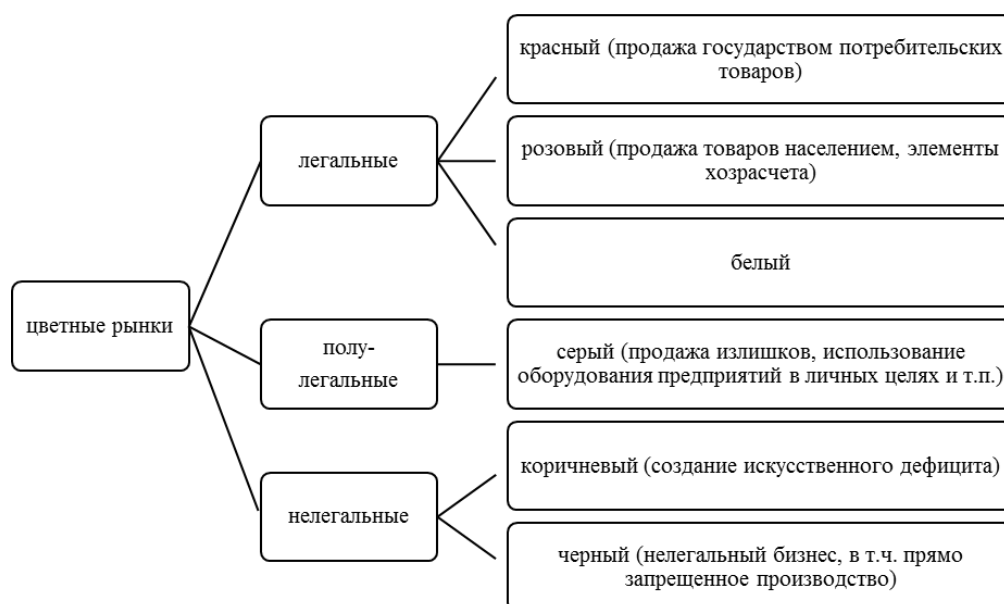 красный (продажа государством потребительских
товаров)
легальные
розовый (продажа товаров населением, элементы
хозрасчета)
белый
цветные рынки
полу-
легальные
серый (продажа излишков, использование
оборудования предприятий в личных целях и т.п.)
нелегальные
коричневый (создание искусственного дефицита)
черный (нелегальный бизнес, в т.ч. прямо
запрещенное производство)